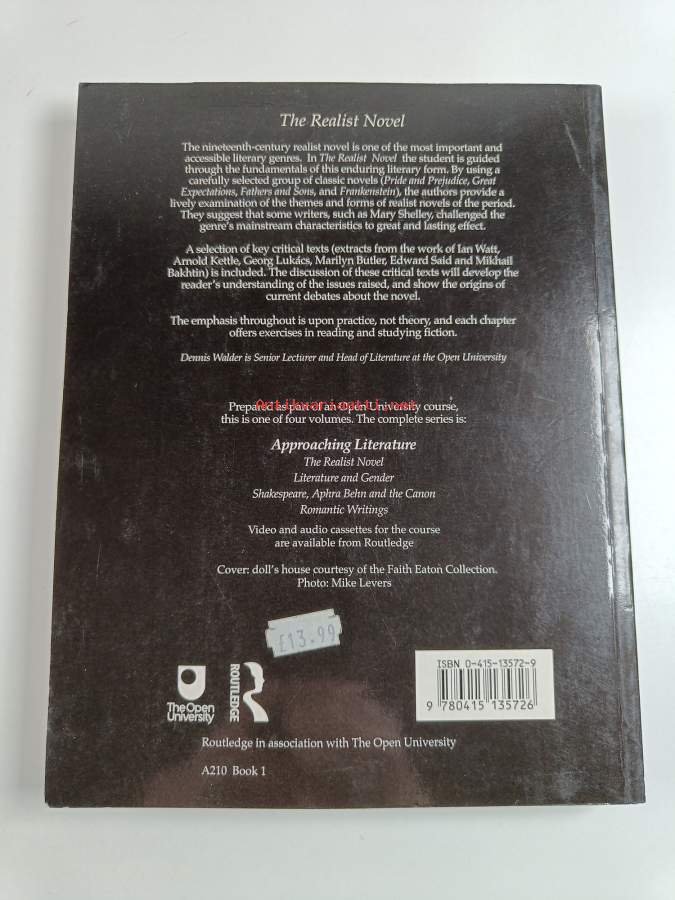 The Realist Novel
The nineteenth-century realist novel is one of the most important and
accessible literary genres. In The Realist Novel the student is guided
through the fundamentals of this enduring literary form. By using a
carefully selected group of classic novels (Pride and Prejudice, Great
Expectations, Fathers and Sons, and Frankenstein), the authors provide a
lively examination of the themes and forms of realist novels of the period.
They suggest that some writers, such as Mary Shelley, challenged the
genre's mainstream characteristics to great and lasting effect.
A selection of key critical texts (extracts from the work of Ian Watt,
Arnold Kettle, Georg Lukács, Marilyn Butler, Edward Said and Mikhail
Bakhtin) is included. The discussion of these critical texts will develop the
reader's understanding of the issues raised, and show the origins of
current debates about the novel.
The emphasis throughout is upon practice, not theory, and each chapter
offers exercises in reading and studying fiction.
Dennis Walder is Senior Lecturer and Head of Literature at the Open University
Antikvariaatti.net
Prepared as part of an Open University course,
this is one of four volumes. The complete series is:
Approaching Literature
The Realist Novel
Literature and Gender
Shakespeare, Aphra Behn and the Canon
Romantic Writings
Video and audio cassettes for the course
are available from Routledge
Cover: doll's house courtesy of the Faith Eaton Collection.
Photo: Mike Levers
£13.99
The Open
University
ROUTLEDGE
ISBN 0-415-13572-9
9 780415 135726
Routledge in association with The Open University
A210 Book 1